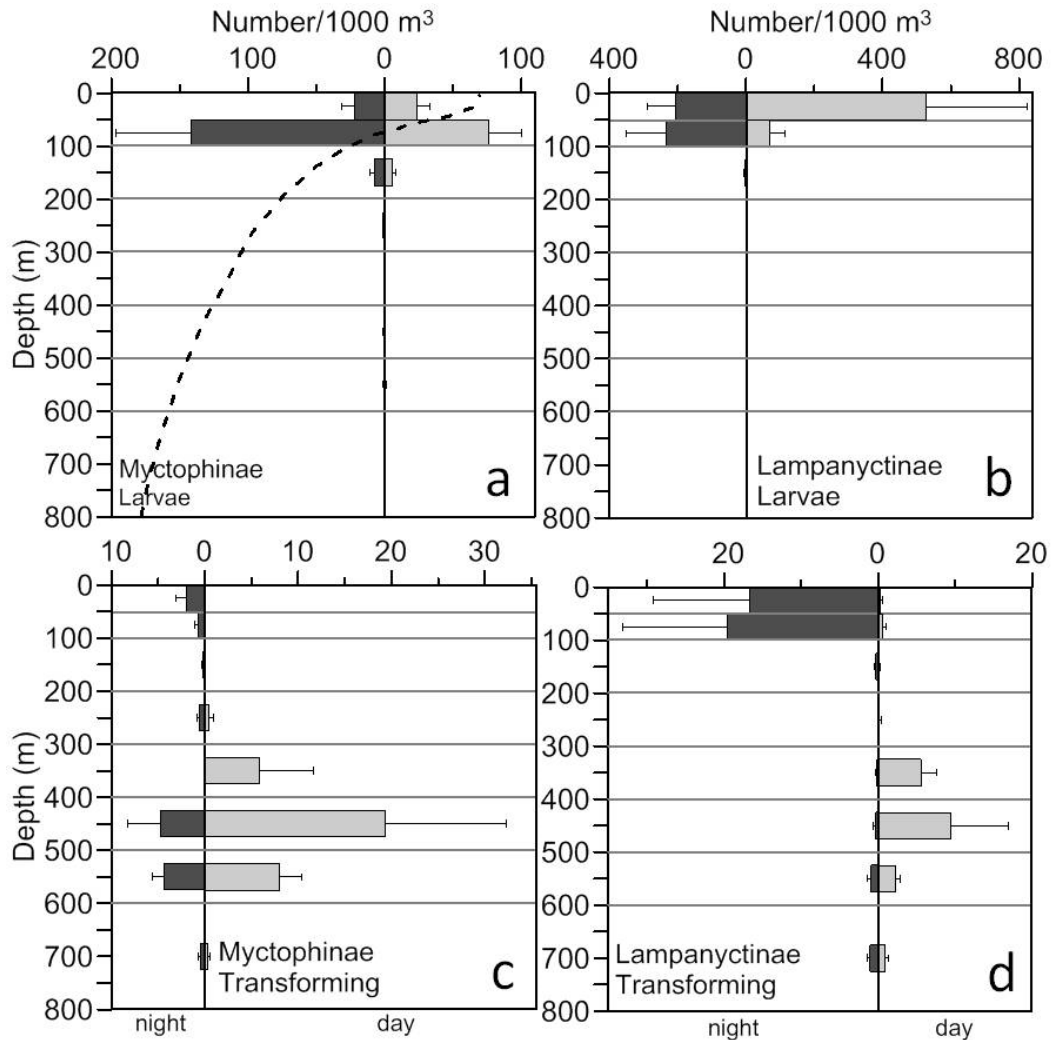 Number/1000 m³
Number/1000 m³
200 100 0 100
400 0 400 800
0
100
200
300
400
500
600
700
800
Depth (m)
Myctophinae
Larvae
a
0
100
200
300
400
500
600
700
800
Lampanyctinae
Larvae
b
10 0 10 20 30
20 0 20
0
100
200
300
400
500
600
700
800
Depth (m)
Myctophinae
Transforming
c
night day
0
100
200
300
400
500
600
700
800
Lampanyctinae
Transforming
d
night day